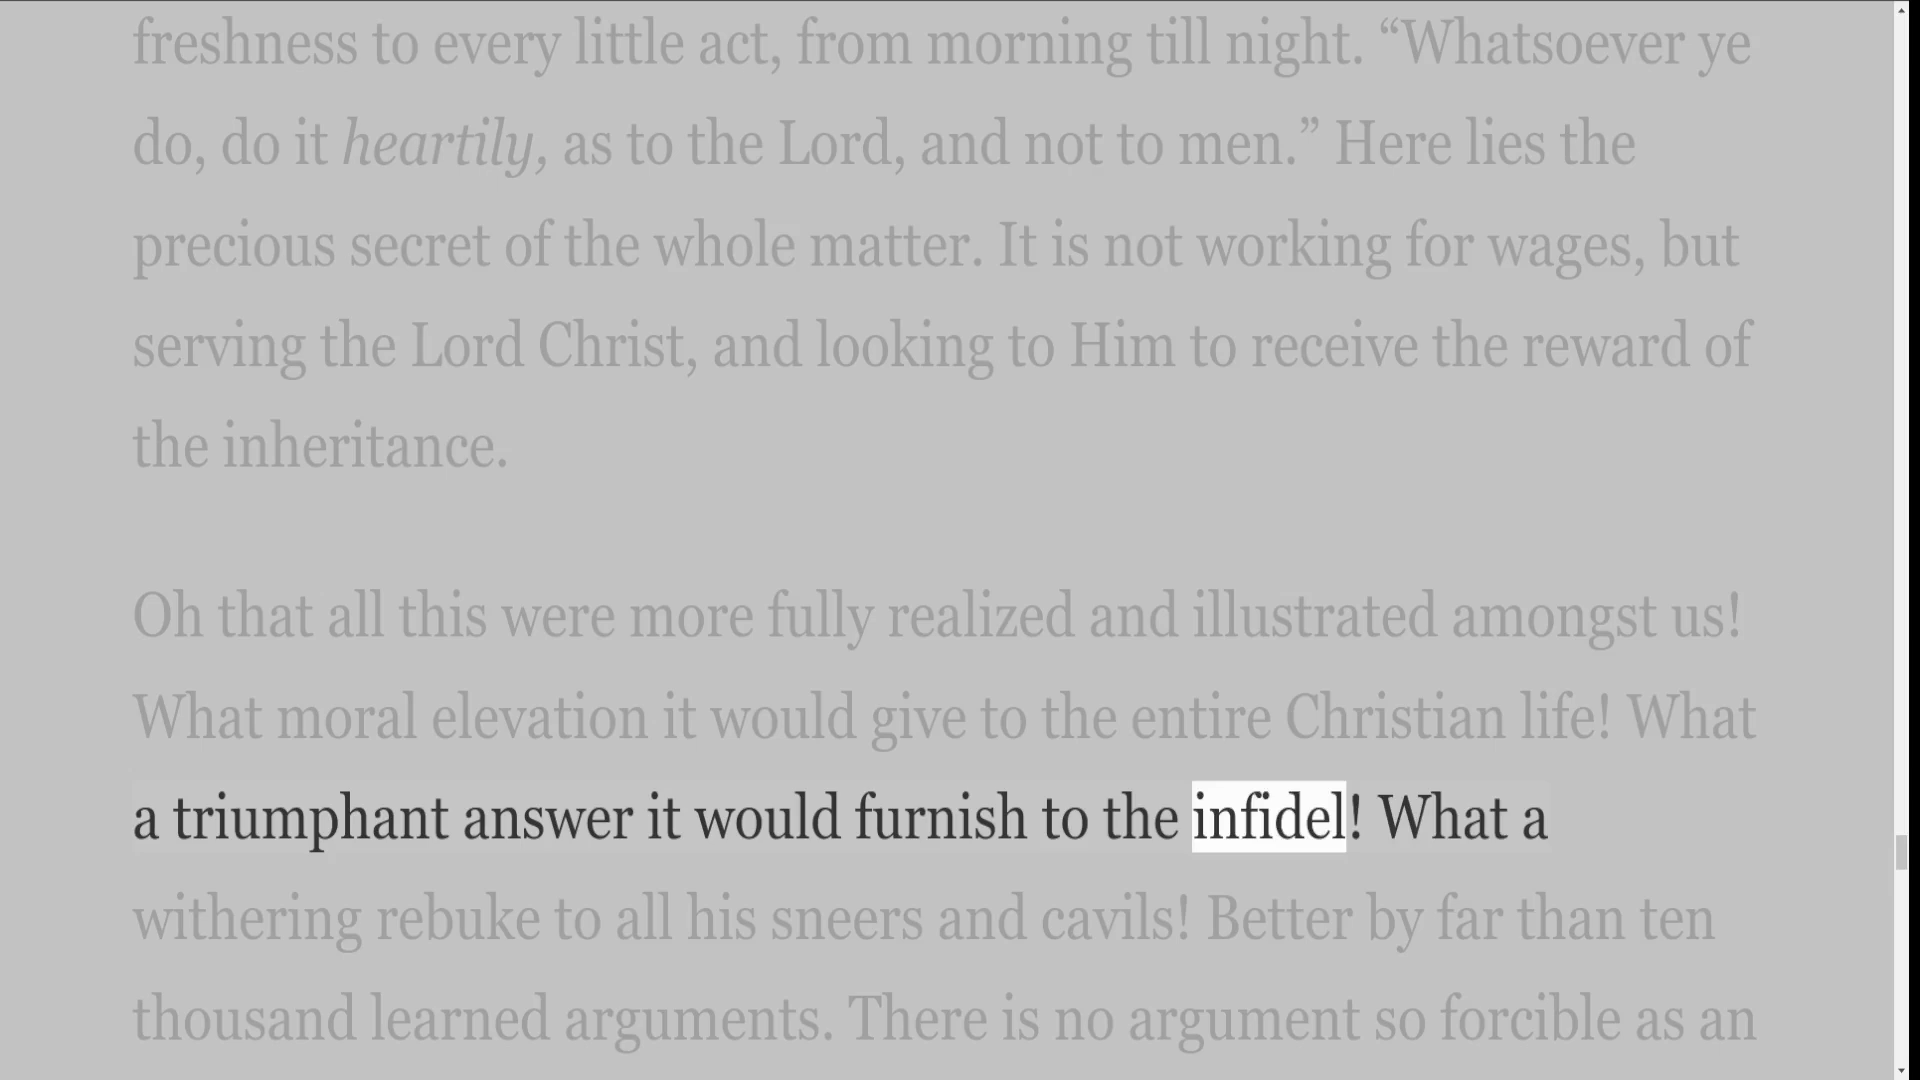 freshness to every little act, from morning till night. “Whatsoever ye
do, do it heartily, as to the Lord, and not to men.” Here lies the
precious secret of the whole matter. It is not working for wages, but
serving the Lord Christ, and looking to Him to receive the reward of
the inheritance.
Oh that all this were more fully realized and illustrated amongst us!
What moral elevation it would give to the entire Christian life! What
a triumphant answer it would furnish to the infidel! What a
withering rebuke to all his sneers and cavils! Better by far than ten
thousand learned arguments. There is no argument so forcible as an